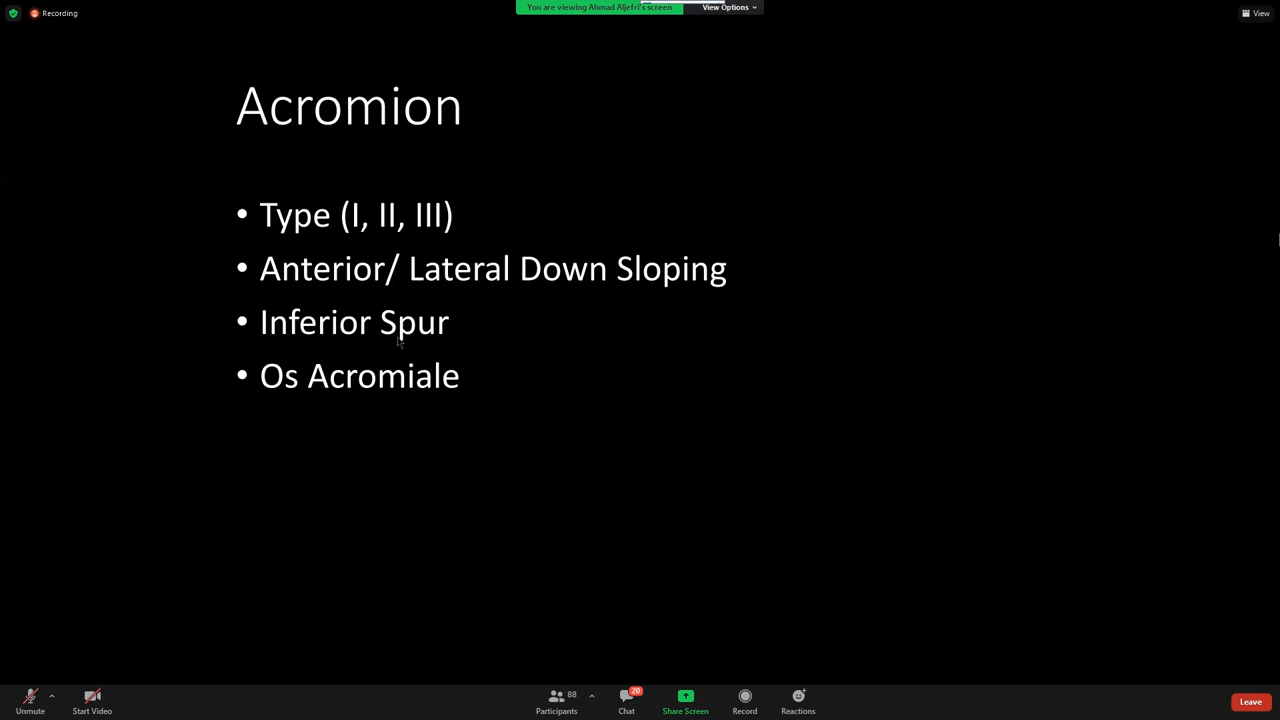 Recording
You are viewing Ahmad Aljefri's screen
View Options
View
Acromion
• Type (I, II, III)
• Anterior/ Lateral Down Sloping
• Inferior Spur
• Os Acromiale
Unmute
Start Video
88
Participants
20
Chat
Share Screen
Record
Reactions
Leave